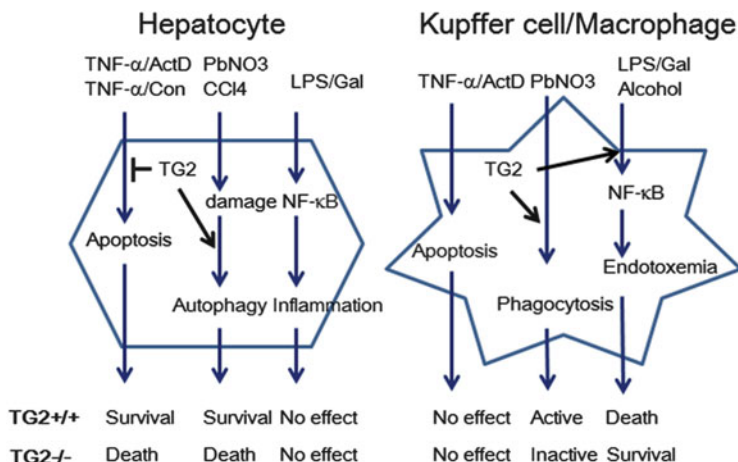 Hepatocyte
Kupffer cell/Macrophage
TNF-α/ActD
TNF-α/Con
PbNO3
CCl4
LPS/Gal
TNF-α/ActD
PbNO3
LPS/Gal
Alcohol
TG2
damage
NF-κB
Apoptosis
Autophagy
Inflammation
TG2
NF-κB
Apoptosis
Endotoxemia
Phagocytosis
TG2+/+ Survival Survival No effect No effect Active Death
TG2-/- Death Death No effect No effect Inactive Survival